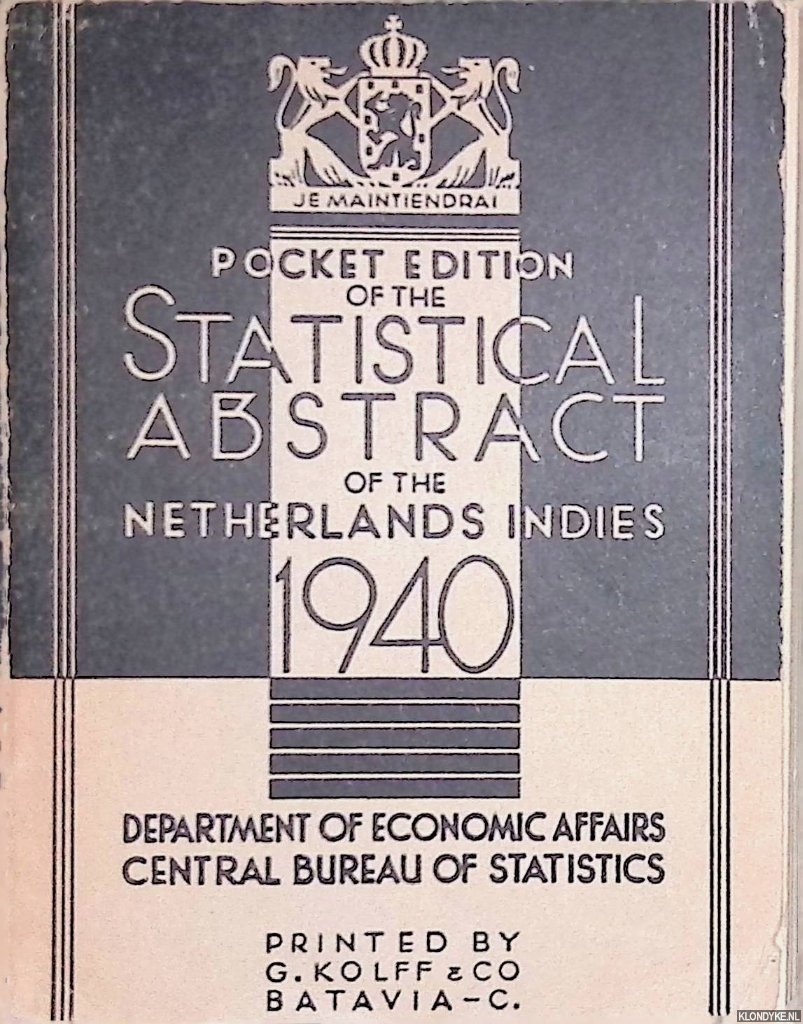 JE MAINTIENDRAI
POCKET EDITION
OF THE
STATISTICAL
ABSTRACT
OF THE
NETHERLANDS INDIES
1940
DEPARTMENT OF ECONOMIC AFFAIRS
CENTRAL BUREAU OF STATISTICS
PRINTED BY
G. KOLFF & CO
BATAVIA-C.
KLONDYKE.NL